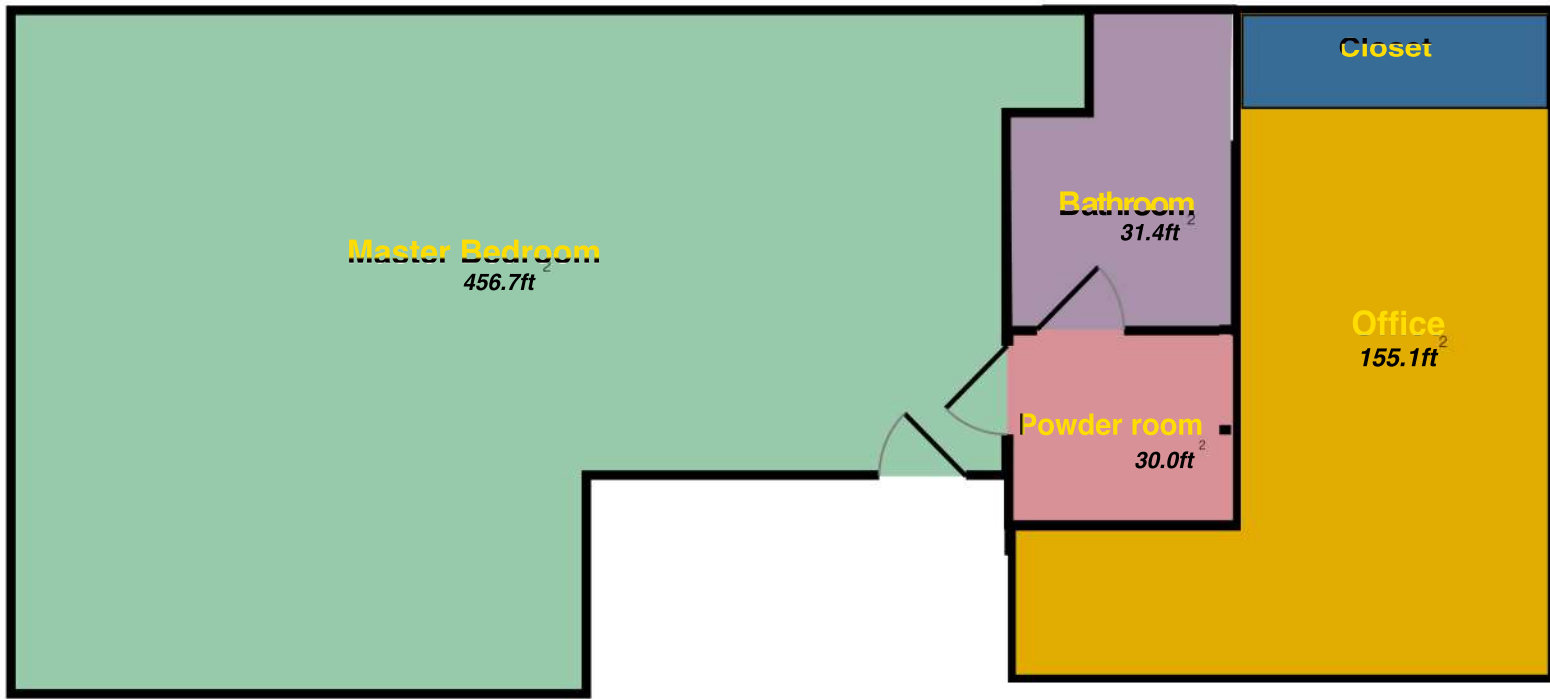 Closet
Bathroom
31.4ft²
Master Bedroom
456.7ft²
Office
155.1ft²
Powder room
30.0ft²